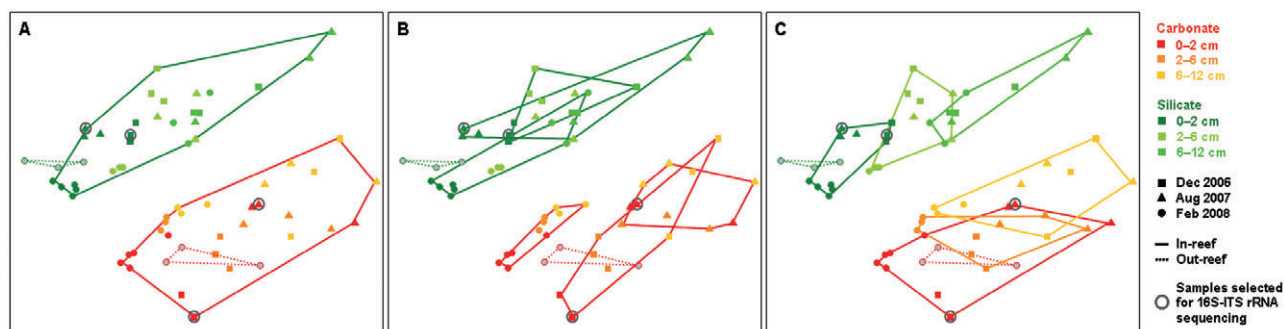 A
B
C
Carbonate
0–2 cm
2–6 cm
6–12 cm
Silicate
0–2 cm
2–6 cm
6–12 cm
Dec 2006
Aug 2007
Feb 2008
In-reef
Out-reef
Samples selected
for 16S-ITS rRNA
sequencing